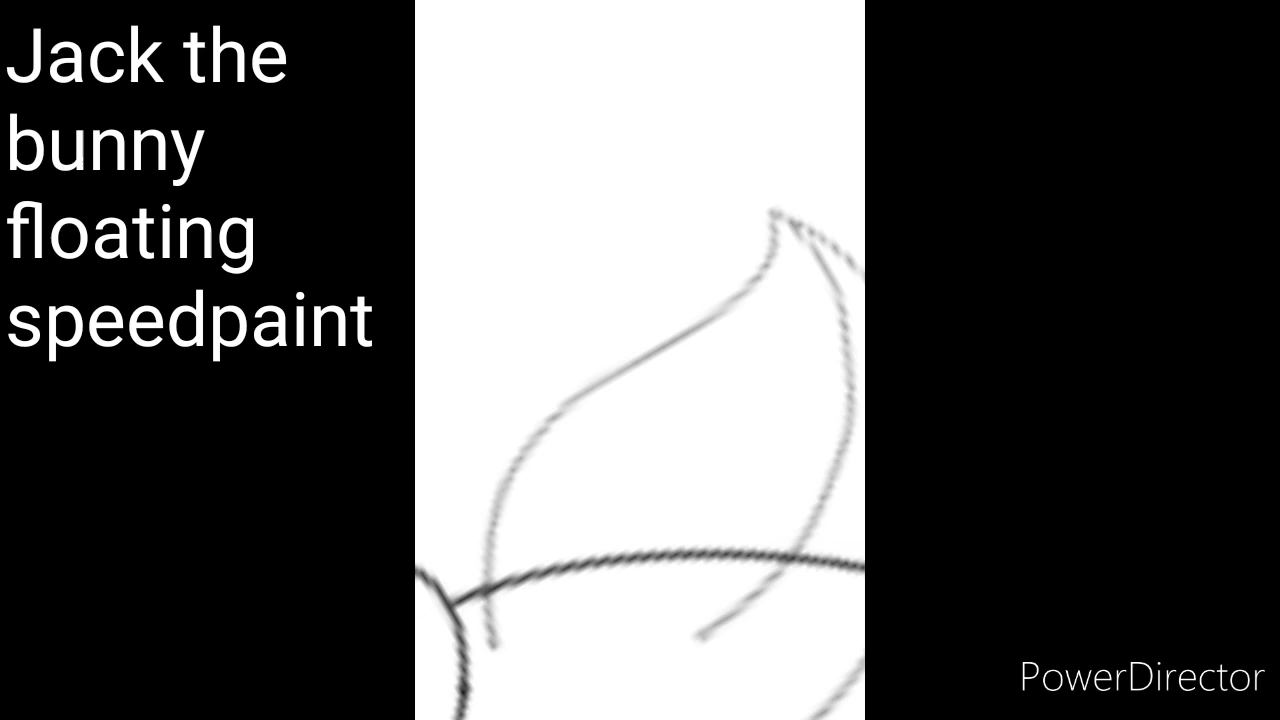 Jack the
bunny
floating
speedpaint
PowerDirector